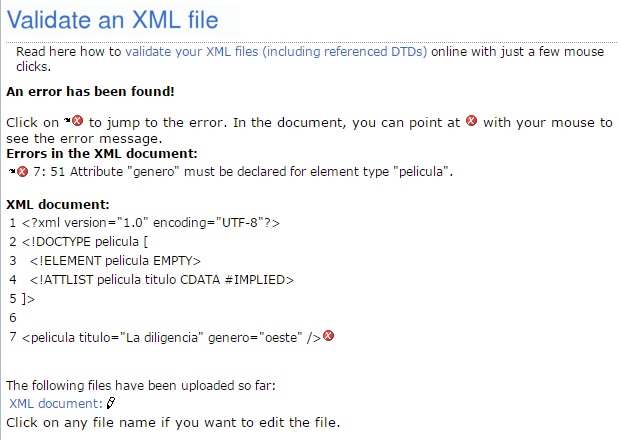 Validate an XML file
Read here how to validate your XML files (including referenced DTDs) online with just a few mouse
clicks.
An error has been found!
Click on to jump to the error. In the document, you can point at with your mouse to
see the error message.
Errors in the XML document:
7: 51 Attribute "genero" must be declared for element type "pelicula".
XML document:
1 <?xml version="1.0" encoding="UTF-8"?>
2 <!DOCTYPE pelicula [
3 <!ELEMENT pelicula EMPTY>
4 <!ATTLIST pelicula titulo CDATA #IMPLIED>
5 ]>
6
7 <pelicula titulo="La diligencia" genero="oeste" />
The following files have been uploaded so far:
XML document:
Click on any file name if you want to edit the file.